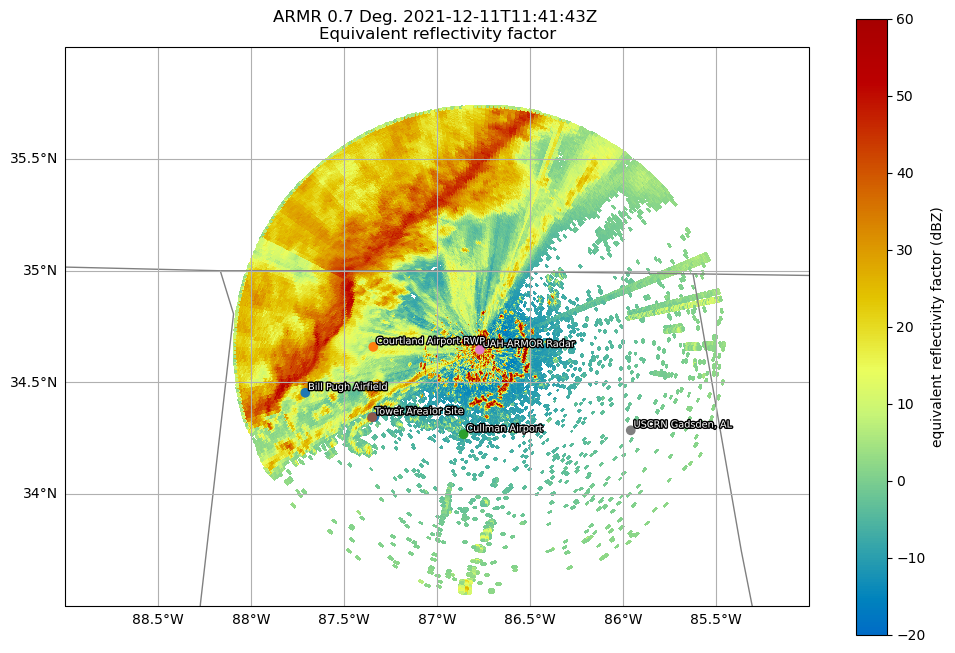 ARMR 0.7 Deg. 2021-12-11T11:41:43Z
Equivalent reflectivity factor
35.5°N
35°N
34.5°N
34°N
88.5°W
88°W
87.5°W
87°W
86.5°W
86°W
85.5°W
Courtland Airport RWP
UAH-ARMOR Radar
Bill Pugh Airfield
Tower Site
Cullman Airport
USCRN Gadsden, AL
60
50
40
30
20
10
0
−10
−20
equivalent reflectivity factor (dBZ)